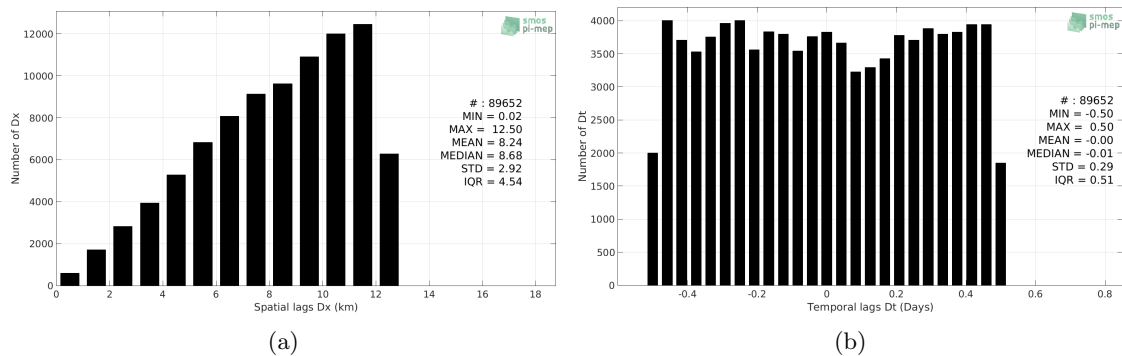 12000
10000
8000
6000
4000
2000
0
Number of Dx
0 2 4 6 8 10 12 14 16 18
Spatial lags Dx (km)
smos
pi-mep
# : 89652
MIN = 0.02
MAX = 12.50
MEAN = 8.24
MEDIAN = 8.68
STD = 2.92
IQR = 4.54
(a)
4000
3500
3000
2500
2000
1500
1000
500
0
Number of Dt
-0.4 -0.2 0 0.2 0.4 0.6 0.8
Temporal lags Dt (Days)
smos
pi-mep
# : 89652
MIN = -0.50
MAX = 0.50
MEAN = -0.00
MEDIAN = -0.01
STD = 0.29
IQR = 0.51
(b)